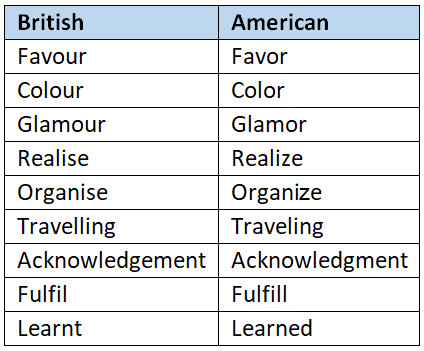 British American
Favour Favor
Colour Color
Glamour Glamor
Realise Realize
Organise Organize
Travelling Traveling
Acknowledgement Acknowledgment
Fulfil Fulfill
Learnt Learned